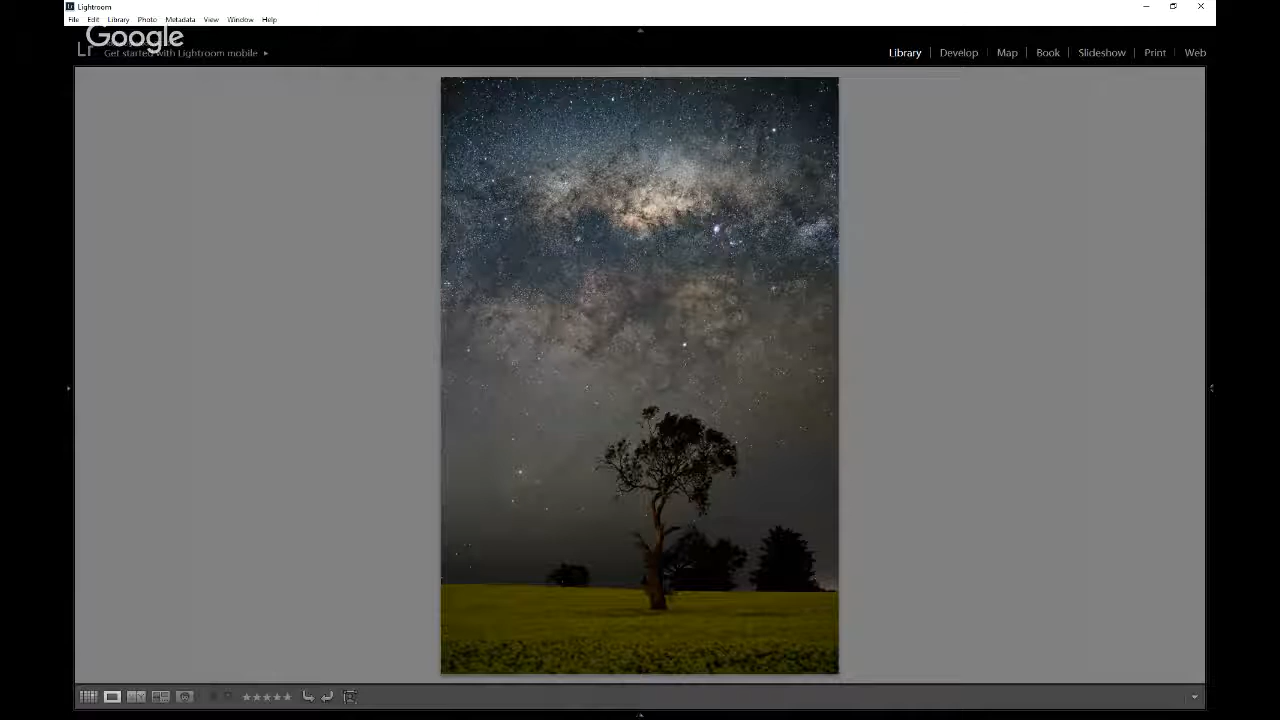 Lightroom
File Edit Library Photo Metadata View Window Help
Google
Lr Get started with Lightroom mobile
Library Develop Map Book Slideshow Print Web